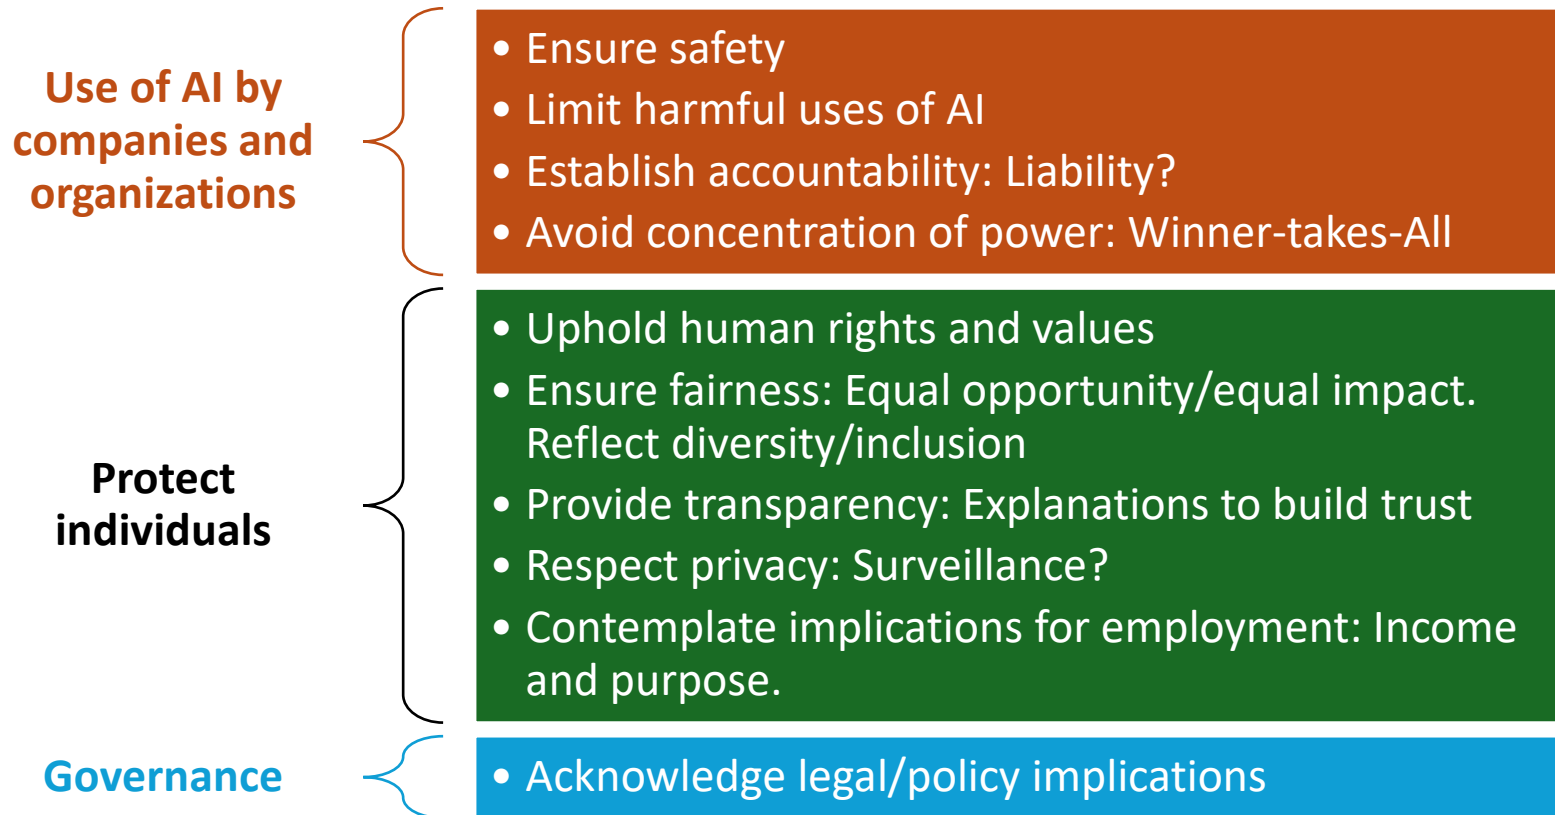 Use of AI by
companies and
organizations
• Ensure safety
• Limit harmful uses of AI
• Establish accountability: Liability?
• Avoid concentration of power: Winner-takes-All
Protect
individuals
• Uphold human rights and values
• Ensure fairness: Equal opportunity/equal impact.
Reflect diversity/inclusion
• Provide transparency: Explanations to build trust
• Respect privacy: Surveillance?
• Contemplate implications for employment: Income
and purpose.
Governance
• Acknowledge legal/policy implications